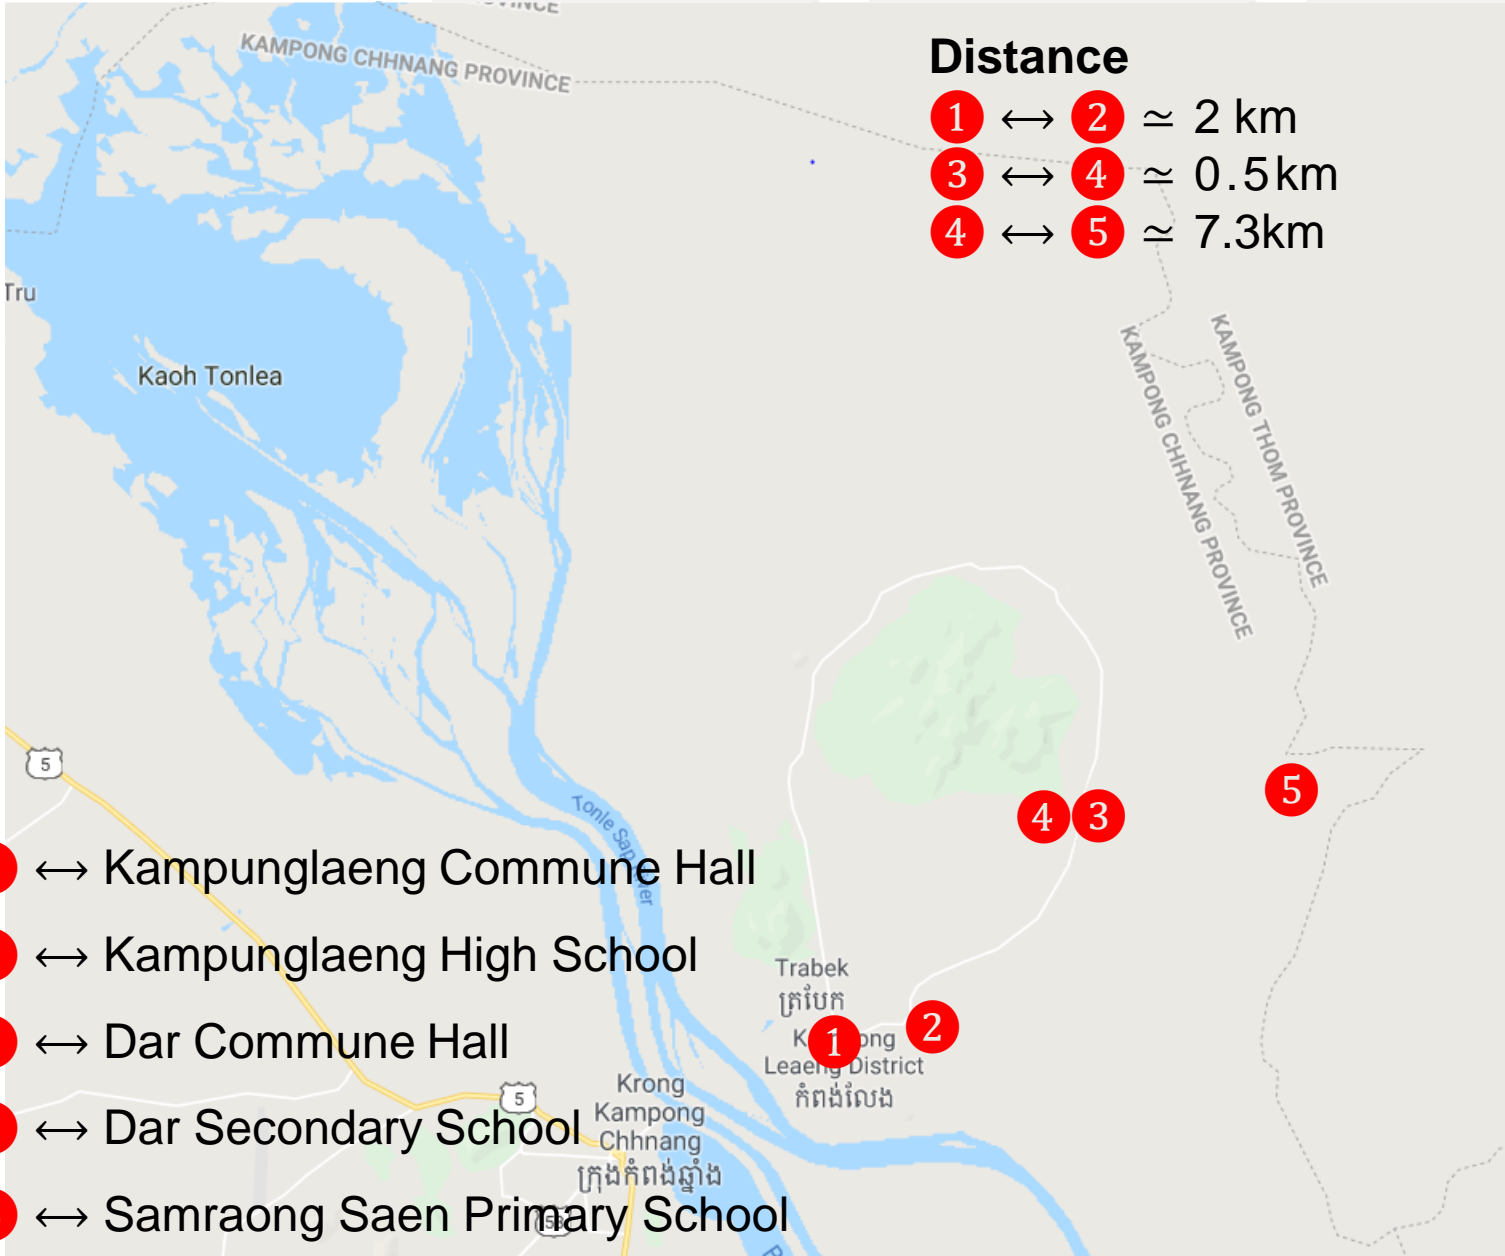 VINCE
KAMPONG CHHNANG PROVINCE
Distance
1 ↔ 2 ≃ 2 km
3 ↔ 4 ≃ 0.5km
4 ↔ 5 ≃ 7.3km
Tru
Kaoh Tonlea
KAMPONG CHHNANG PROVINCE
KAMPONG THOM PROVINCE
5
5
4 3
Tonle Sap
↔ Kampunglaeng Commune Hall
↔ Kampunglaeng High School
Trabek
ត្របែក
1
2
K ong
Leaeng District
កំពង់លែង
↔ Dar Commune Hall
5
Krong
Kampong
Chhnang
ក្រុងកំពង់ឆ្នាំង
↔ Dar Secondary School
↔ Samraong Saen Primary School